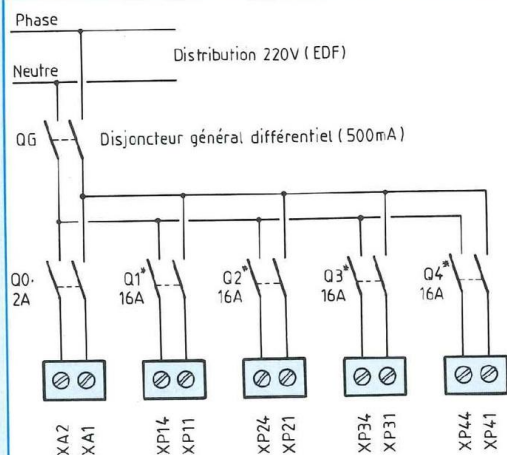 Phase
Distribution 220V (EDF)
Neutre
QG
Disjoncteur général différentiel (500mA)
Q0.
2A
Q1*
16A
Q2*
16A
Q3*
16A
Q4*
16A
XA2
XA1
XP14
XP11
XP24
XP21
XP34
XP31
XP44
XP41